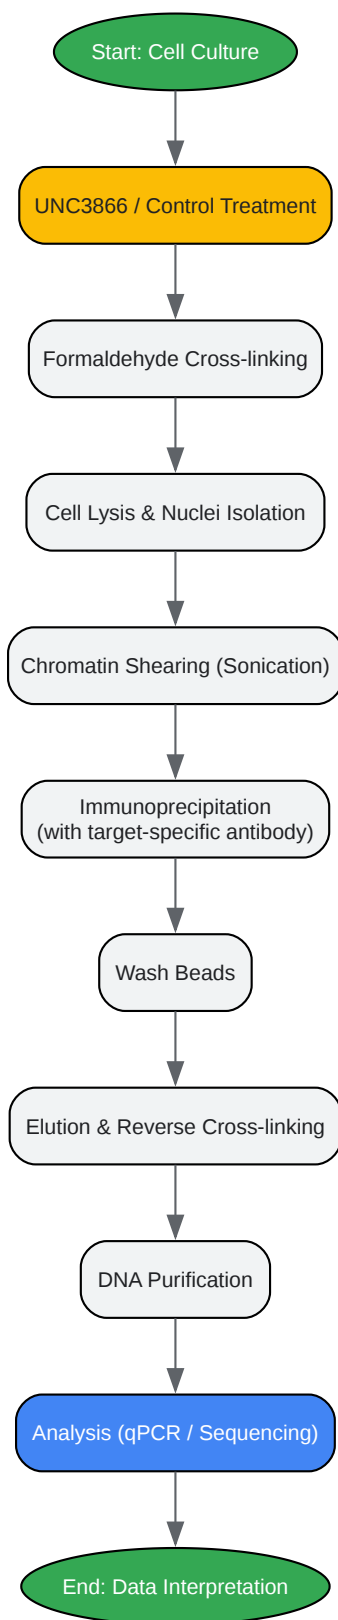 Start: Cell Culture
UNC3866 / Control Treatment
Formaldehyde Cross-linking
Cell Lysis & Nuclei Isolation
Chromatin Shearing (Sonication)
Immunoprecipitation
(with target-specific antibody)
Wash Beads
Elution & Reverse Cross-linking
DNA Purification
Analysis (qPCR / Sequencing)
End: Data Interpretation